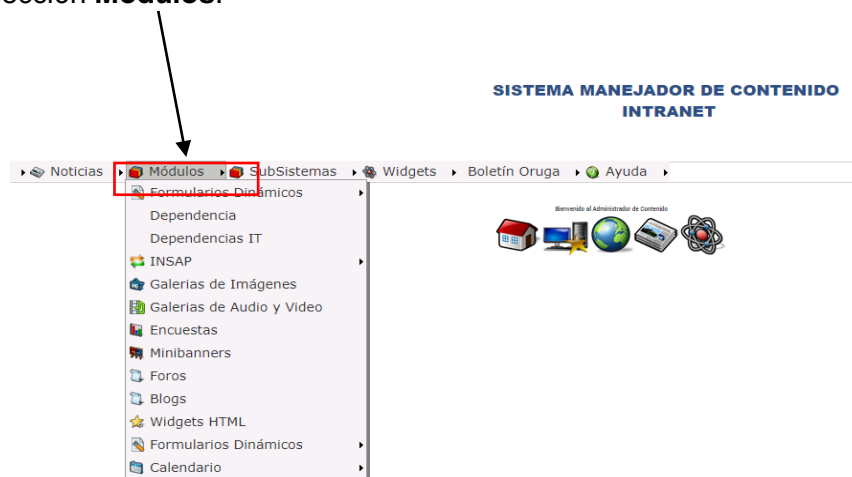 Módulos.
SISTEMA MANEJADOR DE CONTENIDO
INTRANET
Noticias Módulos SubSistemas Widgets Boletín Oruga Ayuda
Bienvenido al Administrador de Contenido
Formularios Dinámicos
Dependencia
Dependencias IT
INSAP
Galerias de Imágenes
Galerias de Audio y Video
Encuestas
Minibanners
Foros
Blogs
Widgets HTML
Formularios Dinámicos
Calendario